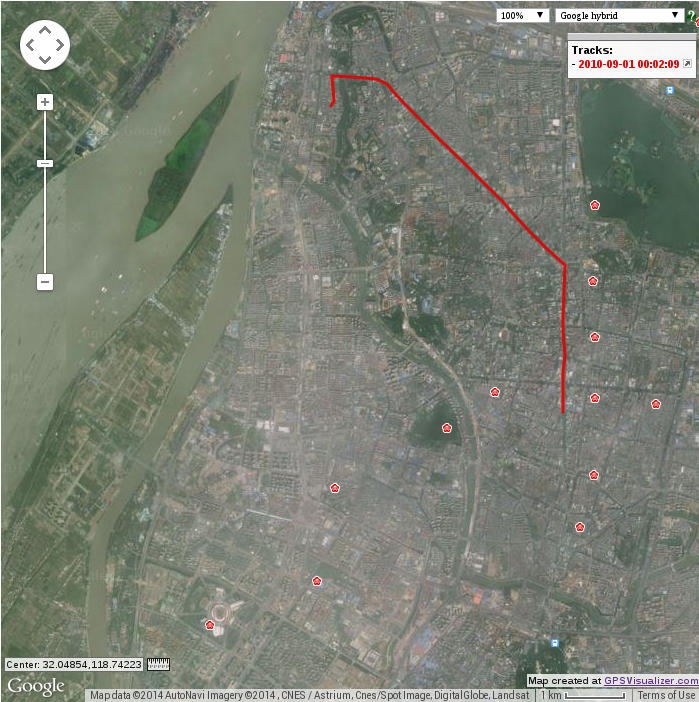 100% ▼
Google hybrid ▼
?
Tracks:
- 2010-09-01 00:02:09
+
−
Center: 32.04854,118.74223
Map created at GPSVisualizer.com
Google
Map data ©2014 AutoNavi Imagery ©2014 , CNES / Astrium, Cnes/Spot Image, DigitalGlobe, Landsat
1 km
Terms of Use